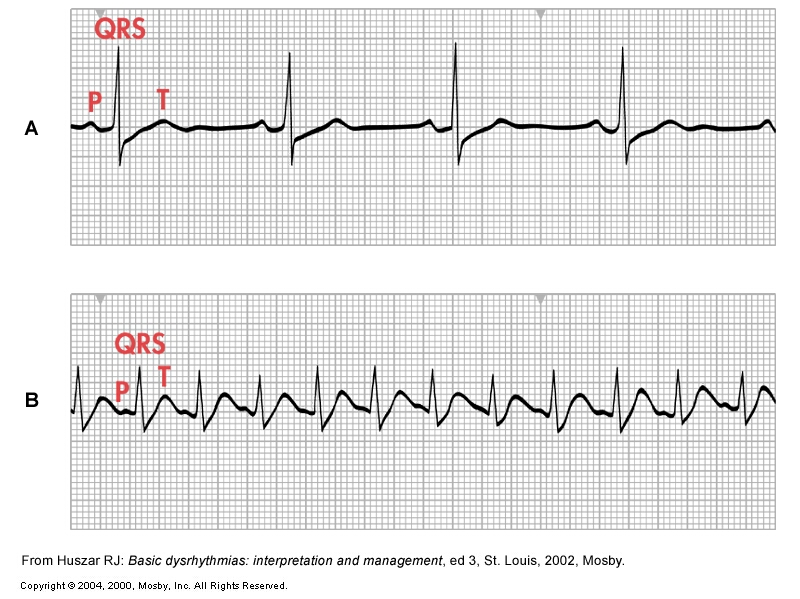 QRS
P T
A
QRS
P T
B
From Huszar RJ: Basic dysrhythmias: interpretation and management, ed 3, St. Louis, 2002, Mosby.
Copyright © 2004, 2000, Mosby, Inc. All Rights Reserved.